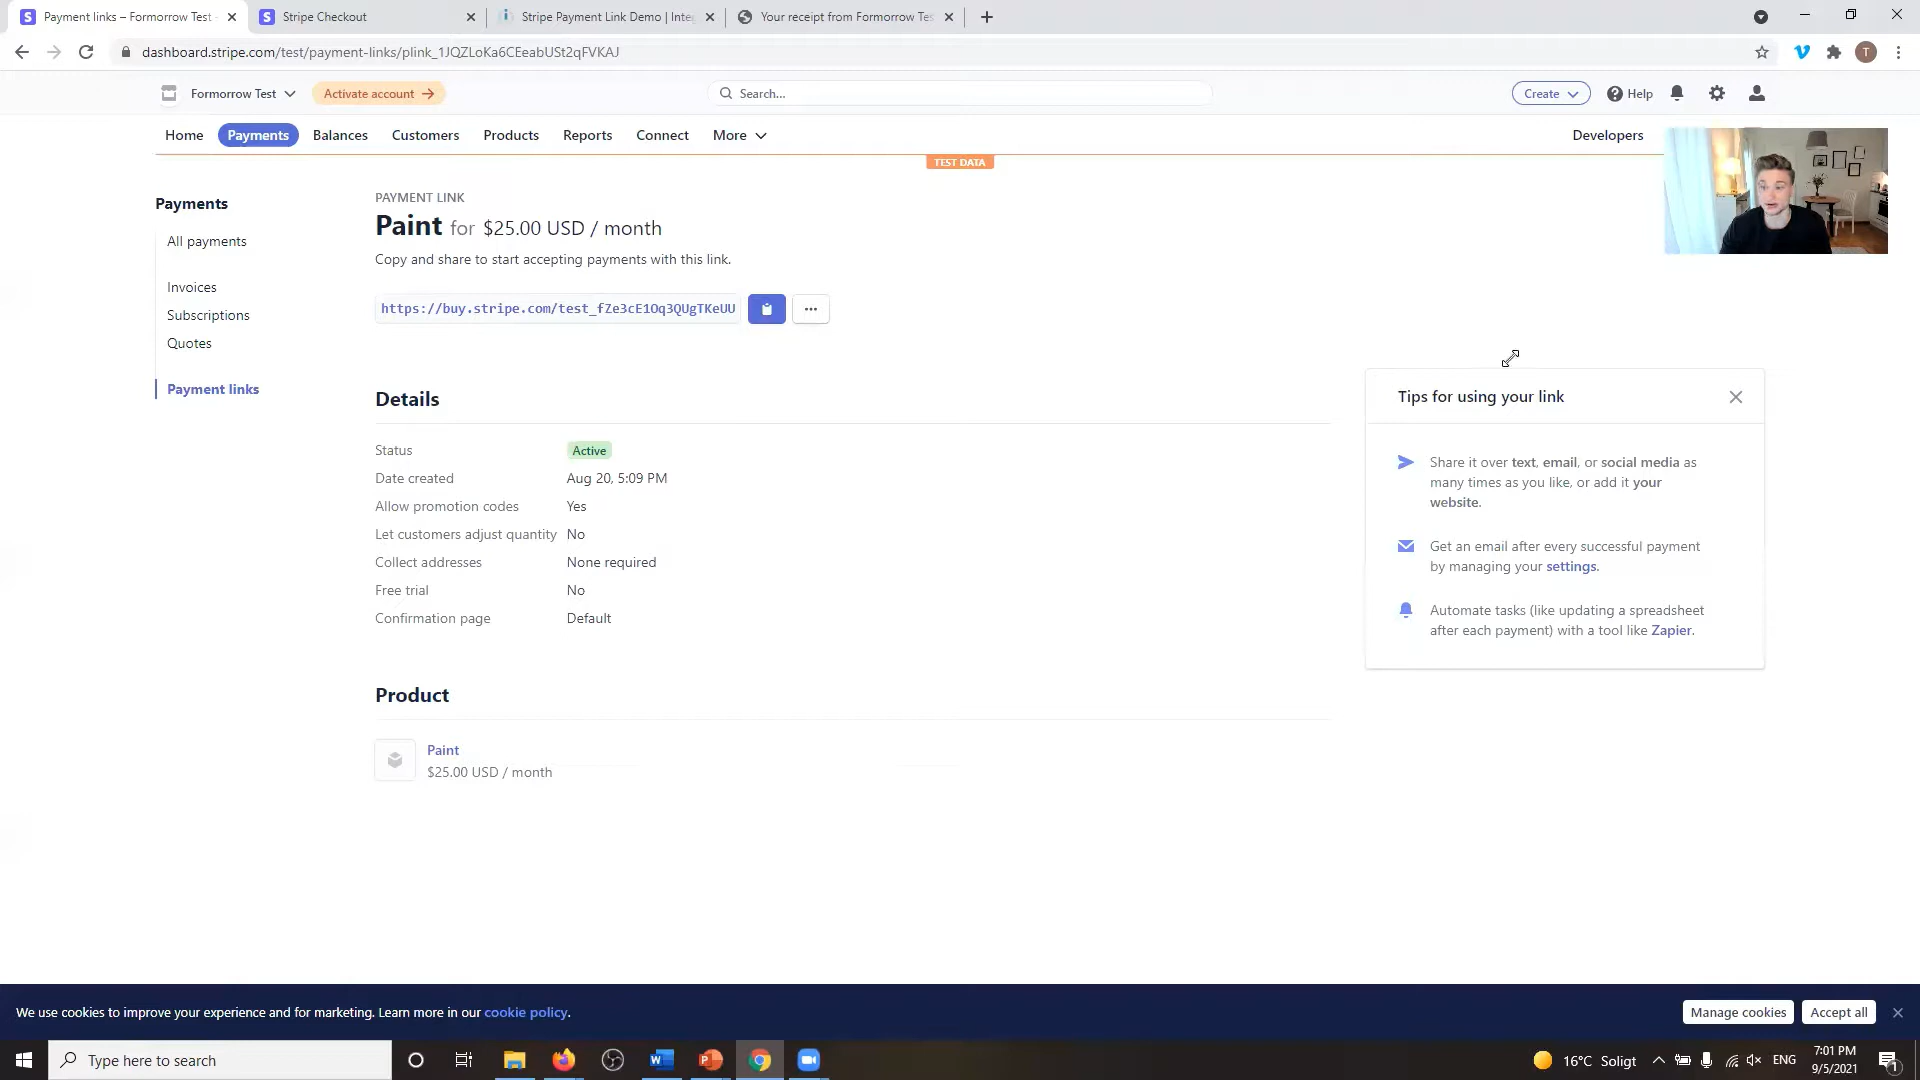 Payment links – Formorrow Test
Stripe Checkout
Stripe Payment Link Demo | Inte
Your receipt from Formorrow Tes
dashboard.stripe.com/test/payment-links/plink_1JQZLoKa6CEeabUSt2qFVKAJ
T
Formorrow Test
Activate account →
Search...
Create
Help
Home
Payments
Balances
Customers
Products
Reports
Connect
More
Developers
TEST DATA
Payments
All payments
Invoices
Subscriptions
Quotes
Payment links
PAYMENT LINK
Paint for $25.00 USD / month
Copy and share to start accepting payments with this link.
https://buy.stripe.com/test_fZe3cE1Oq3QUgTKeUU
Details
Status Active
Date created Aug 20, 5:09 PM
Allow promotion codes Yes
Let customers adjust quantity No
Collect addresses None required
Free trial No
Confirmation page Default
Product
Paint
$25.00 USD / month
Tips for using your link
Share it over text, email, or social media as
many times as you like, or add it your
website.
Get an email after every successful payment
by managing your settings.
Automate tasks (like updating a spreadsheet
after each payment) with a tool like Zapier.
We use cookies to improve your experience and for marketing. Learn more in our cookie policy.
Manage cookies
Accept all
Type here to search
16°C Soligt
ENG
7:01 PM
9/5/2021
1